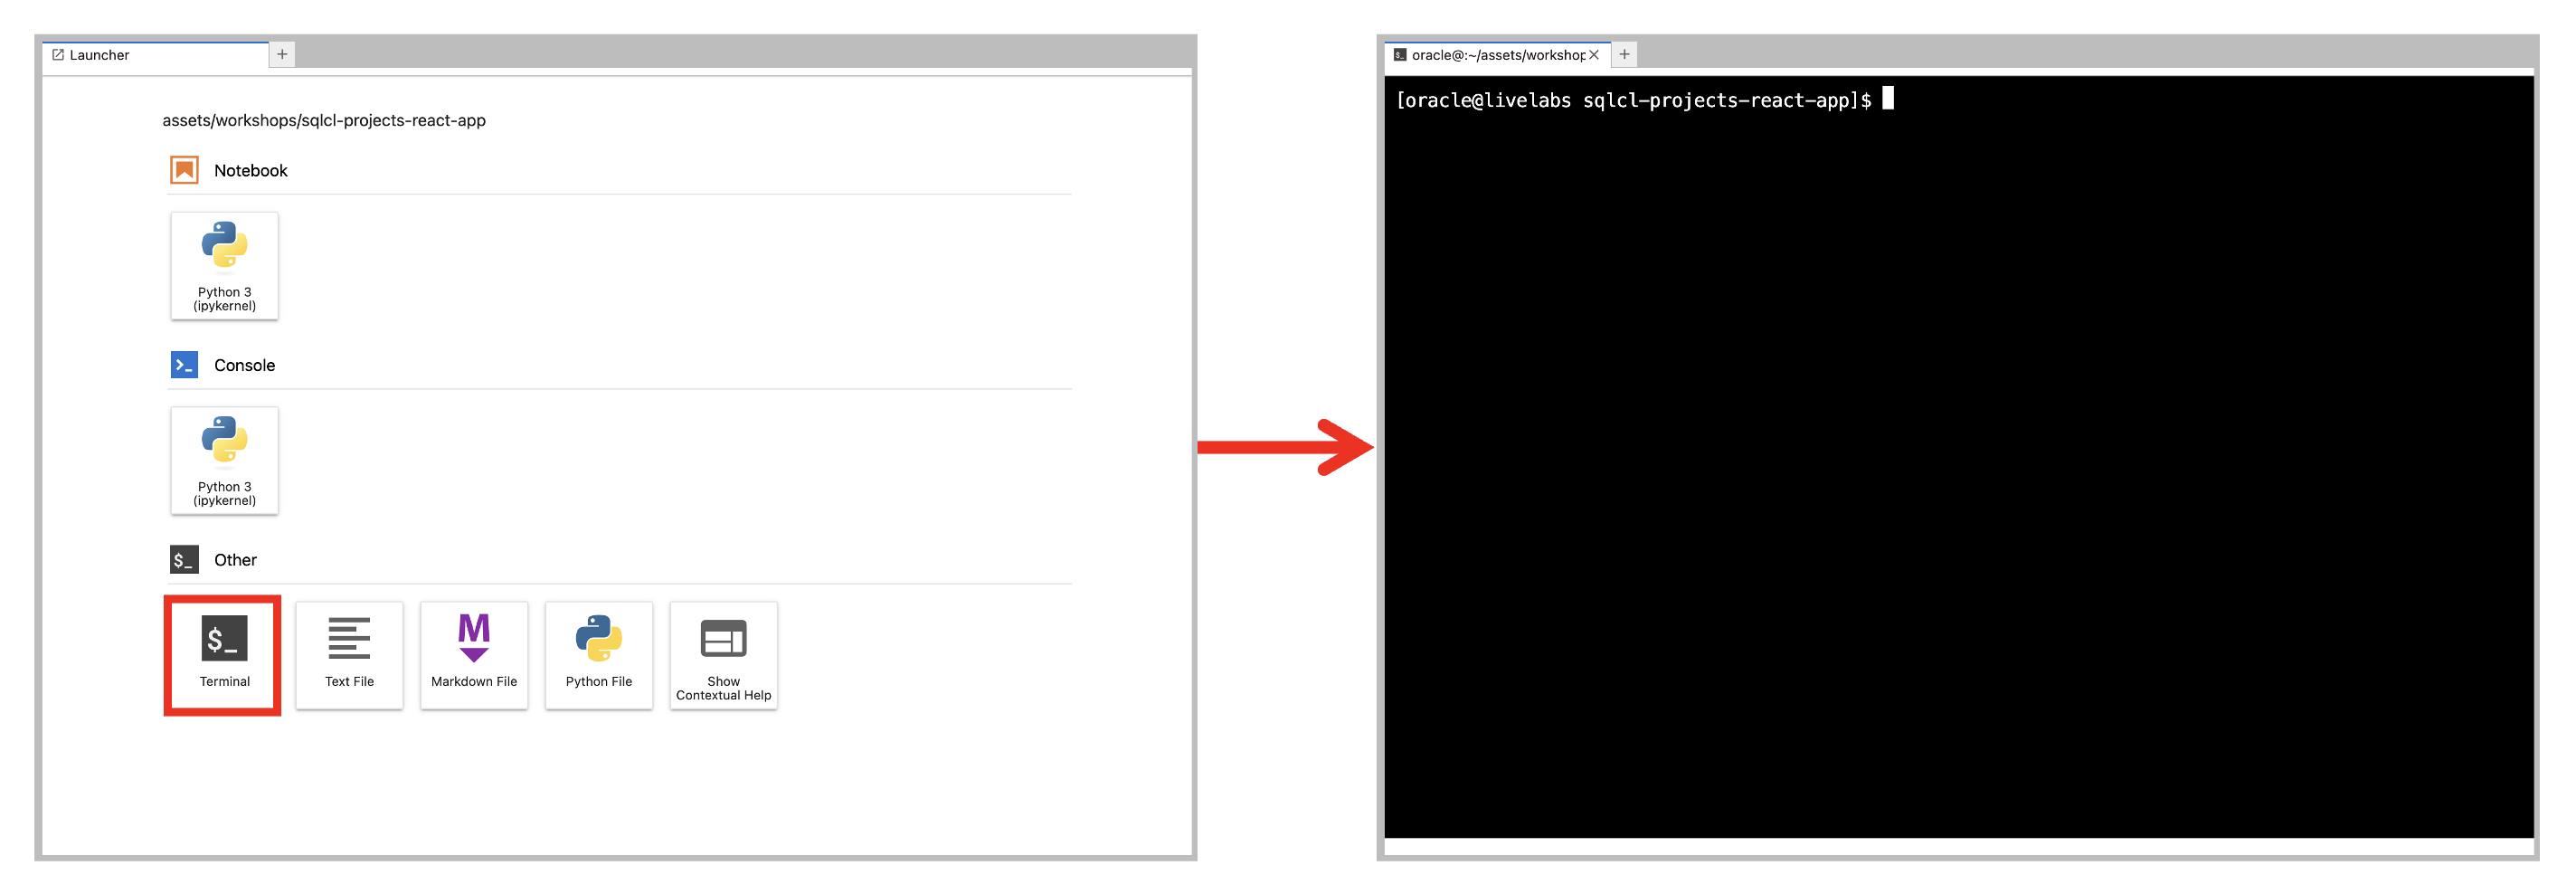 Launcher
+
assets/workshops/sqlcl-projects-react-app
Notebook
Python 3
(ipykernel)
>_ Console
Python 3
(ipykernel)
$_ Other
$_
Terminal
Text File
M
Markdown File
Python File
Show
Contextual Help
$_ oracle@:~/assets/workshop
+
[oracle@livelabs sqlcl-projects-react-app]$